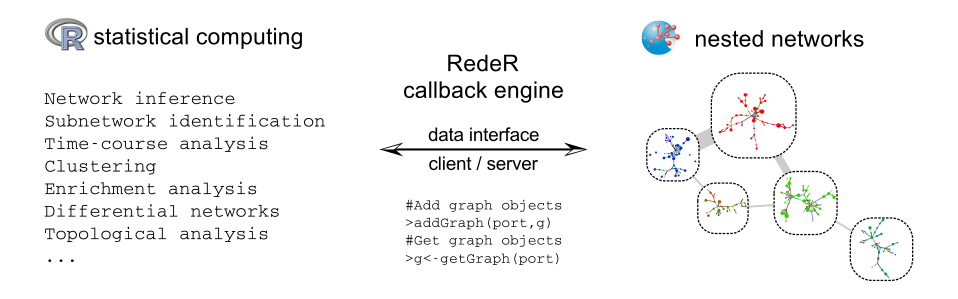 R statistical computing
Network inference
Subnetwork identification
Time-course analysis
Clustering
Enrichment analysis
Differential networks
Topological analysis
...
RedeR
callback engine
data interface
client / server
#Add graph objects
>addGraph(port,g)
#Get graph objects
>g<-getGraph(port)
nested networks